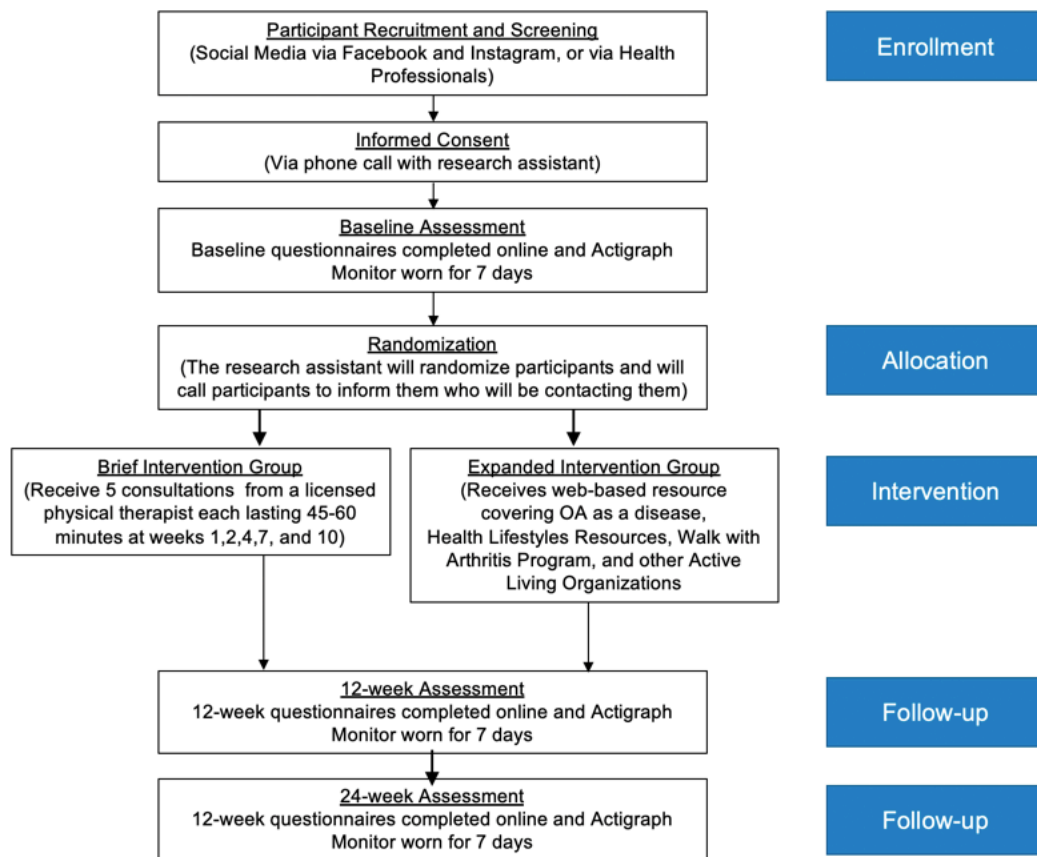 Participant Recruitment and Screening
(Social Media via Facebook and Instagram, or via Health
Professionals)
Enrollment
Informed Consent
(Via phone call with research assistant)
Baseline Assessment
Baseline questionnaires completed online and Actigraph
Monitor worn for 7 days
Randomization
(The research assistant will randomize participants and will
call participants to inform them who will be contacting them)
Allocation
Brief Intervention Group
(Receive 5 consultations from a licensed
physical therapist each lasting 45-60
minutes at weeks 1,2,4,7, and 10)
Expanded Intervention Group
(Receives web-based resource
covering OA as a disease,
Health Lifestyles Resources, Walk with
Arthritis Program, and other Active
Living Organizations
Intervention
12-week Assessment
12-week questionnaires completed online and Actigraph
Monitor worn for 7 days
Follow-up
24-week Assessment
12-week questionnaires completed online and Actigraph
Monitor worn for 7 days
Follow-up